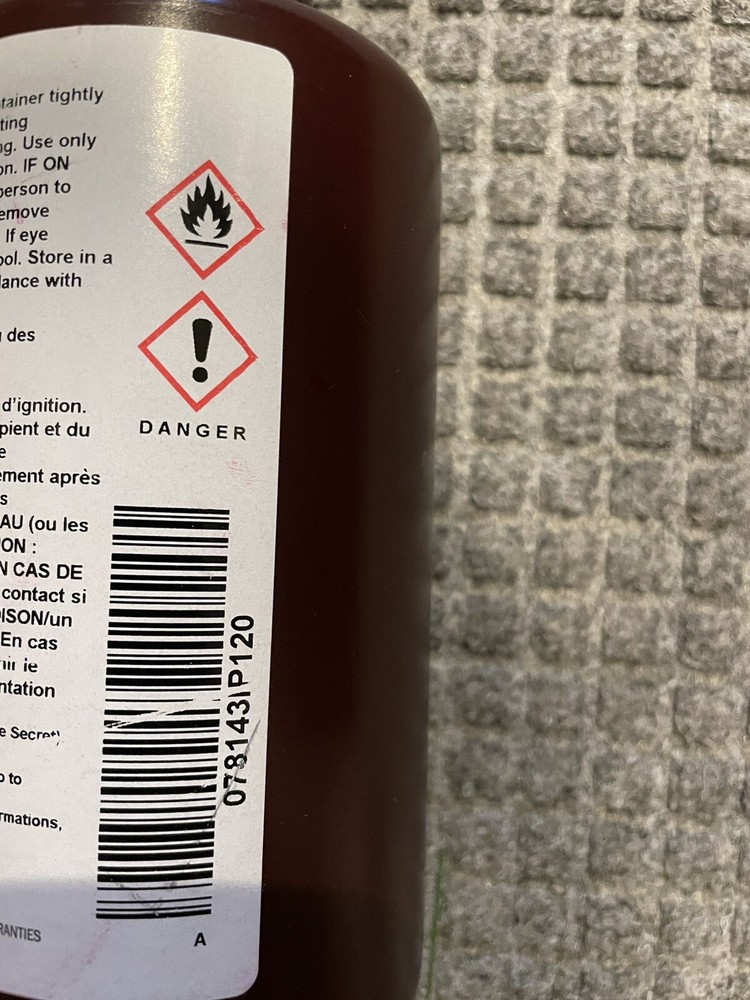 tainer tightly
ting
ng. Use only
on. IF ON
person to
emove
If eye
ool. Store in a
dance with
des
d'ignition.
pient et du
e
ement après
s
AU (ou les
ON :
N CAS DE
contact si
OISON/un
En cas
ntation
e Secret)
o to
rmations,
RANTIES
DANGER
078143IP120
A